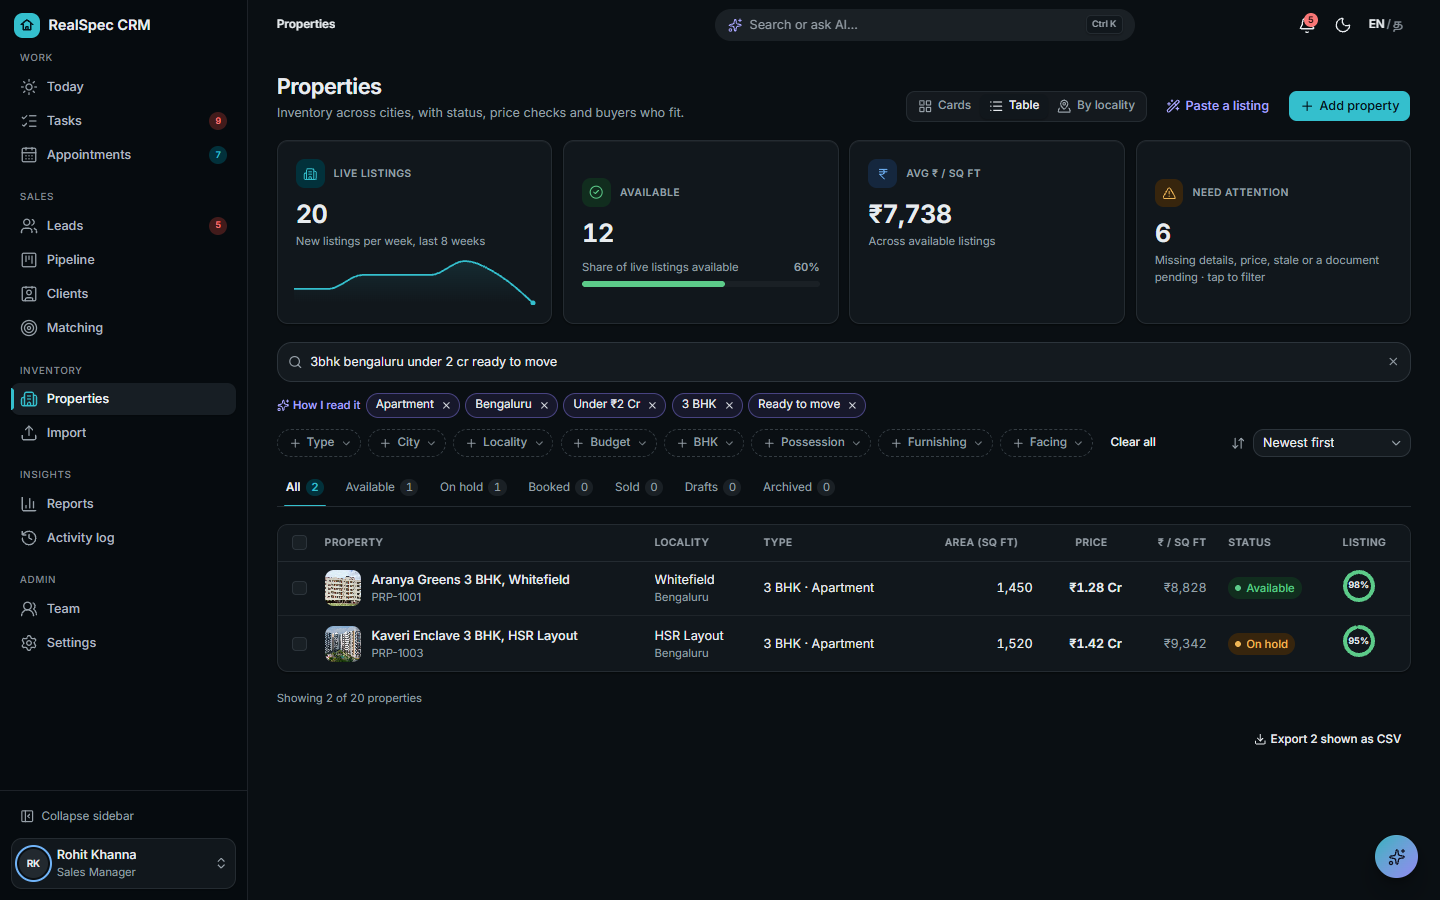 RealSpec CRM
WORK
Today
Tasks 9
Appointments 7
SALES
Leads 5
Pipeline
Clients
Matching
INVENTORY
Properties
Import
INSIGHTS
Reports
Activity log
ADMIN
Team
Settings
Collapse sidebar
RK
Rohit Khanna
Sales Manager
Properties
Search or ask AI... Ctrl K
5
EN / த
Properties
Inventory across cities, with status, price checks and buyers who fit.
Cards Table By locality
Paste a listing
+ Add property
LIVE LISTINGS
20
New listings per week, last 8 weeks
AVAILABLE
12
Share of live listings available 60%
₹
AVG ₹ / SQ FT
₹7,738
Across available listings
NEED ATTENTION
6
Missing details, price, stale or a document
pending · tap to filter
3bhk bengaluru under 2 cr ready to move
How I read it Apartment × Bengaluru × Under ₹2 Cr × 3 BHK × Ready to move ×
+ Type + City + Locality + Budget + BHK + Possession + Furnishing + Facing Clear all
Newest first
All 2 Available 1 On hold 1 Booked 0 Sold 0 Drafts 0 Archived 0
PROPERTY LOCALITY TYPE AREA (SQ FT) PRICE ₹ / SQ FT STATUS LISTING
Aranya Greens 3 BHK, Whitefield
PRP-1001
Whitefield
Bengaluru
3 BHK · Apartment 1,450 ₹1.28 Cr ₹8,828 Available 98%
Kaveri Enclave 3 BHK, HSR Layout
PRP-1003
HSR Layout
Bengaluru
3 BHK · Apartment 1,520 ₹1.42 Cr ₹9,342 On hold 95%
Showing 2 of 20 properties
Export 2 shown as CSV